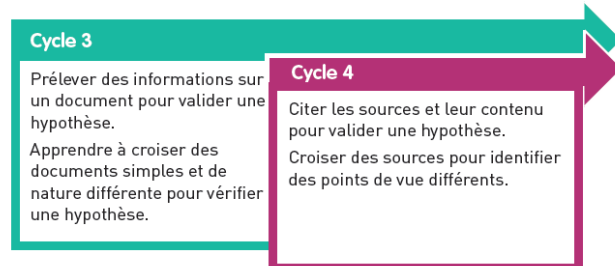 Cycle 3
Prélever des informations sur
un document pour valider une
hypothèse.
Apprendre à croiser des
documents simples et de
nature différente pour vérifier
une hypothèse.
Cycle 4
Citer les sources et leur contenu
pour valider une hypothèse.
Croiser des sources pour identifier
des points de vue différents.